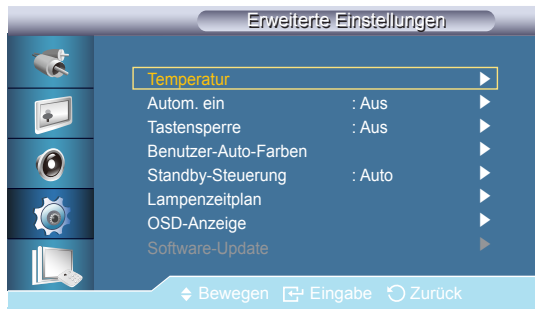 Erweiterte Einstellungen
Temperatur
Autom. ein : Aus
Tastensperre : Aus
Benutzer-Auto-Farben
Standby-Steuerung : Auto
Lampenzeitplan
OSD-Anzeige
Software-Update
Bewegen Eingabe Zurück